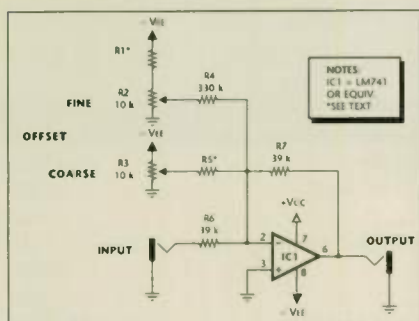 - VEE
R1*
R2
10 k
FINE
R4
330 k
OFFSET
-VEE
R3
10 k
COARSE
R5*
R7
39 k
NOTES:
IC1 = LM741
OR EQUIV.
*SEE TEXT
+VCC
INPUT
R6
39 k
2
3
7
IC1
6
8
-VEE
OUTPUT